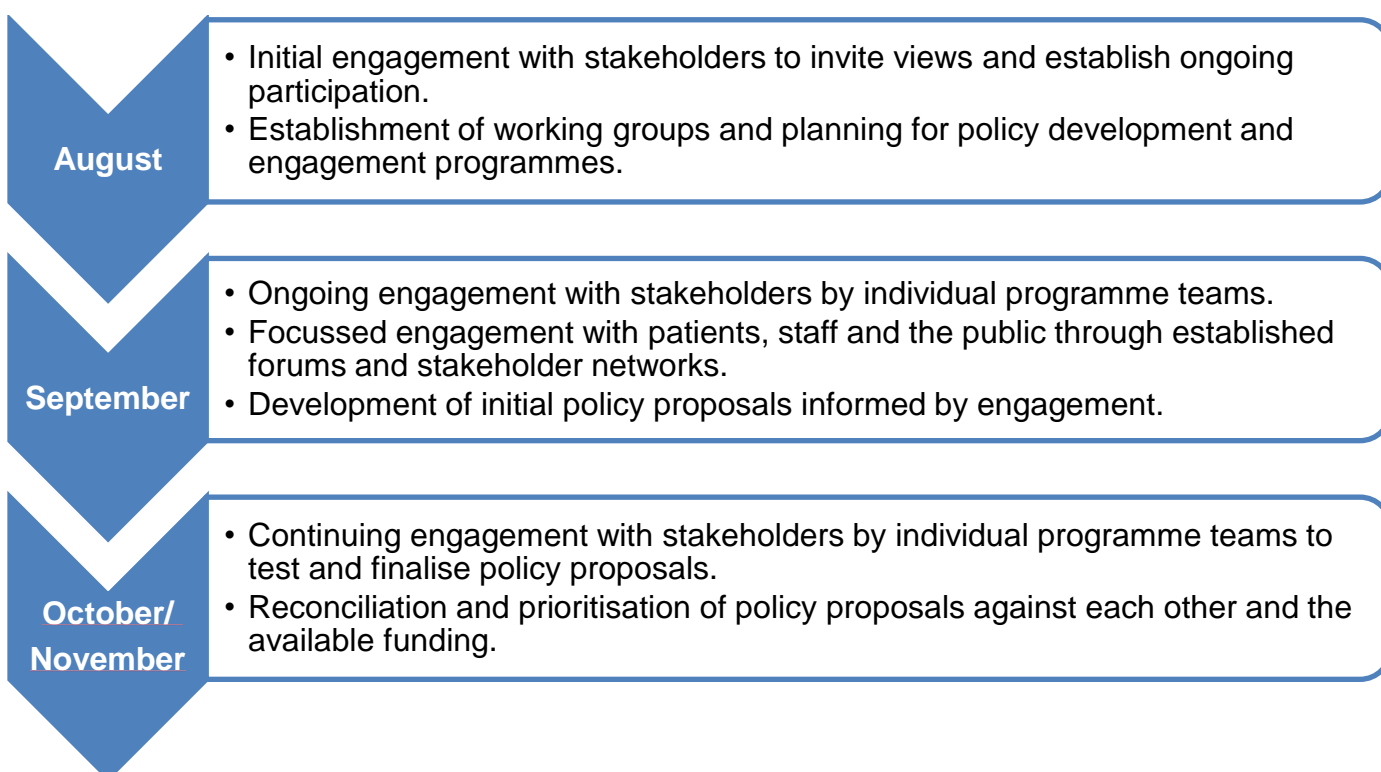 August
• Initial engagement with stakeholders to invite views and establish ongoing
participation.
• Establishment of working groups and planning for policy development and
engagement programmes.
September
• Ongoing engagement with stakeholders by individual programme teams.
• Focussed engagement with patients, staff and the public through established
forums and stakeholder networks.
• Development of initial policy proposals informed by engagement.
October/
November
• Continuing engagement with stakeholders by individual programme teams to
test and finalise policy proposals.
• Reconciliation and prioritisation of policy proposals against each other and the
available funding.